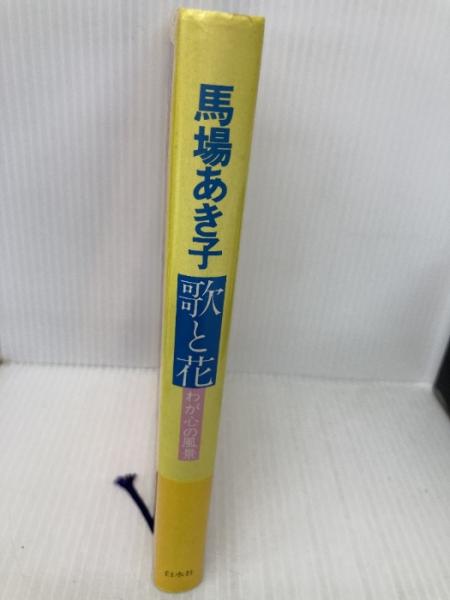 馬場あき子
歌と花
わが心の風景
白水社